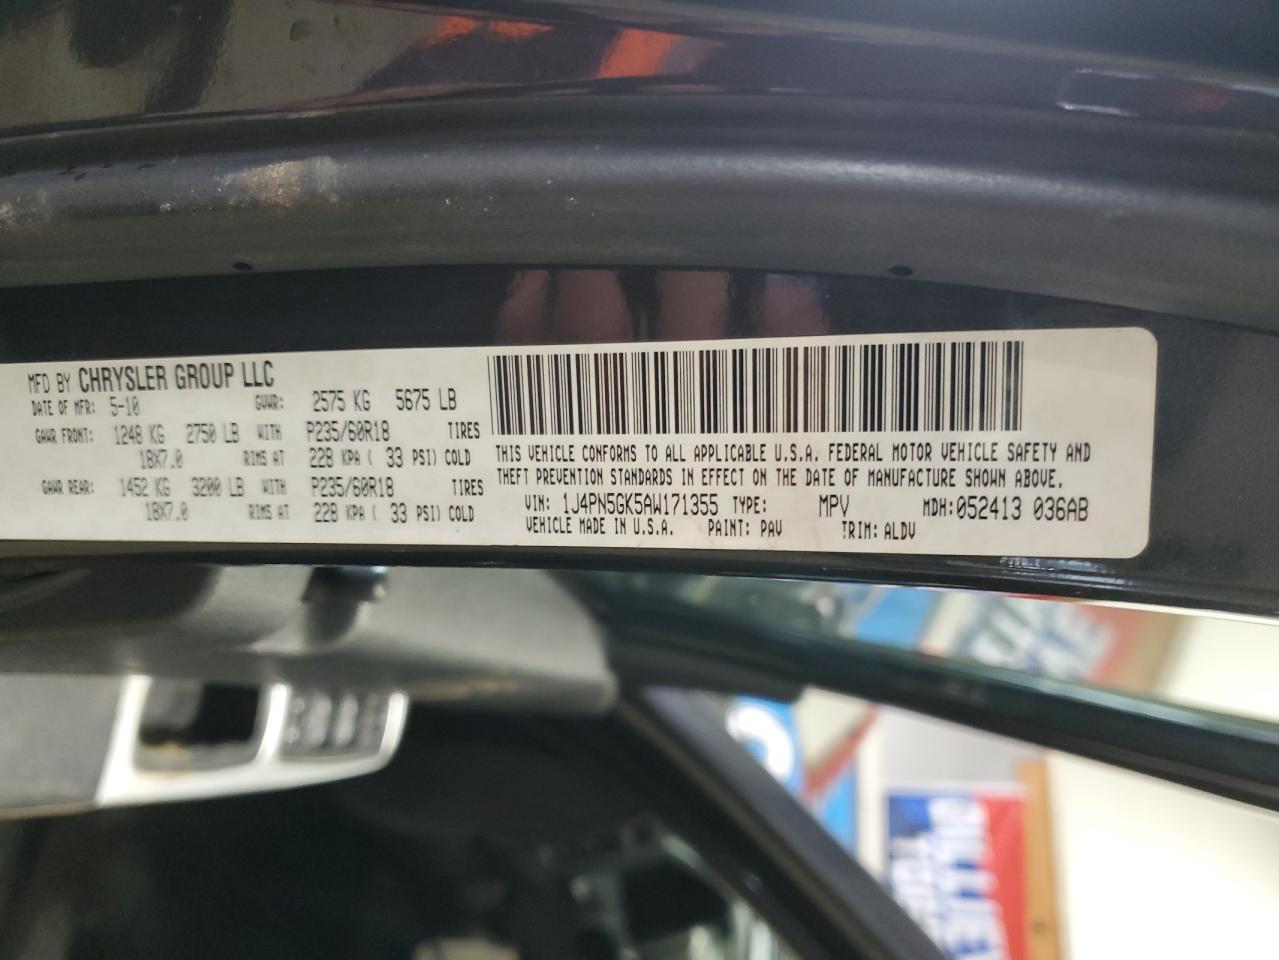 MFD BY CHRYSLER GROUP LLC
DATE OF MFR: 5-10 GVWR: 2575 KG 5675 LB
GAWR FRONT: 1248 KG 2750 LB WITH P235/60R18 TIRES
18X7.0 RIMS AT 228 KPA ( 33 PSI) COLD
GAWR REAR: 1452 KG 3200 LB WITH P235/60R18 TIRES
18X7.0 RIMS AT 228 KPA ( 33 PSI) COLD
THIS VEHICLE CONFORMS TO ALL APPLICABLE U.S.A. FEDERAL MOTOR VEHICLE SAFETY AND
THEFT PREVENTION STANDARDS IN EFFECT ON THE DATE OF MANUFACTURE SHOWN ABOVE.
VIN: 1J4PN5GK5AW171355 TYPE: MPV MDH: 052413 036AB
VEHICLE MADE IN U.S.A. PAINT: PAV TRIM: ALDV